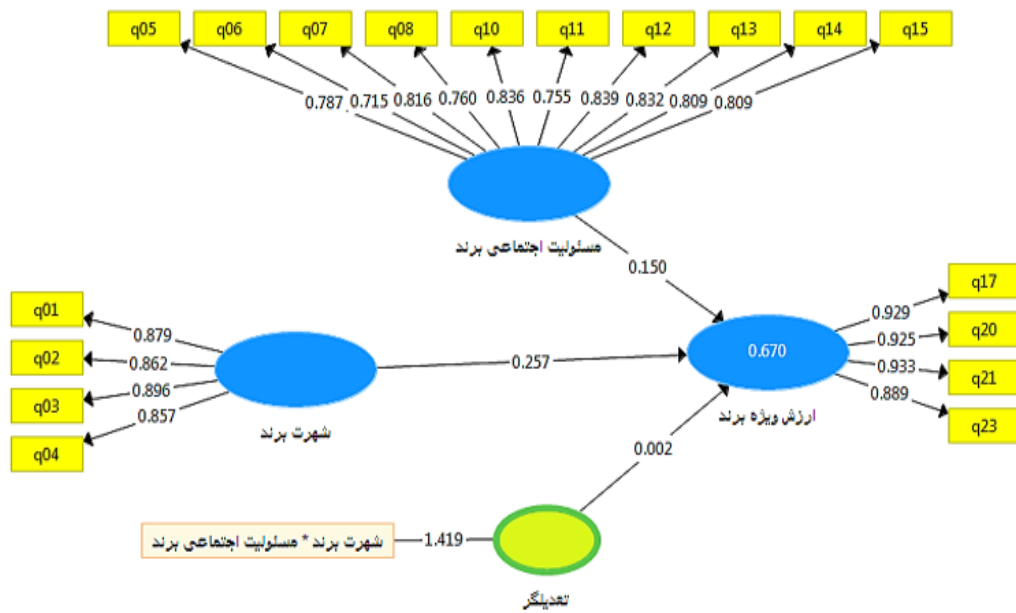 q05 q06 q07 q08 q10 q11 q12 q13 q14 q15
0.787 0.715 0.816 0.760 0.836 0.755 0.839 0.832 0.809 0.809
مسئولیت اجتماعی برند
0.150
q01
0.879
q02
0.862
q03
0.896
q04
0.857
شهرت برند
0.257
0.670
ارزش ویژه برند
q17
0.929
q20
0.925
q21
0.933
q23
0.889
0.002
شهرت برند * مسئولیت اجتماعی برند
1.419
تعدیلگر